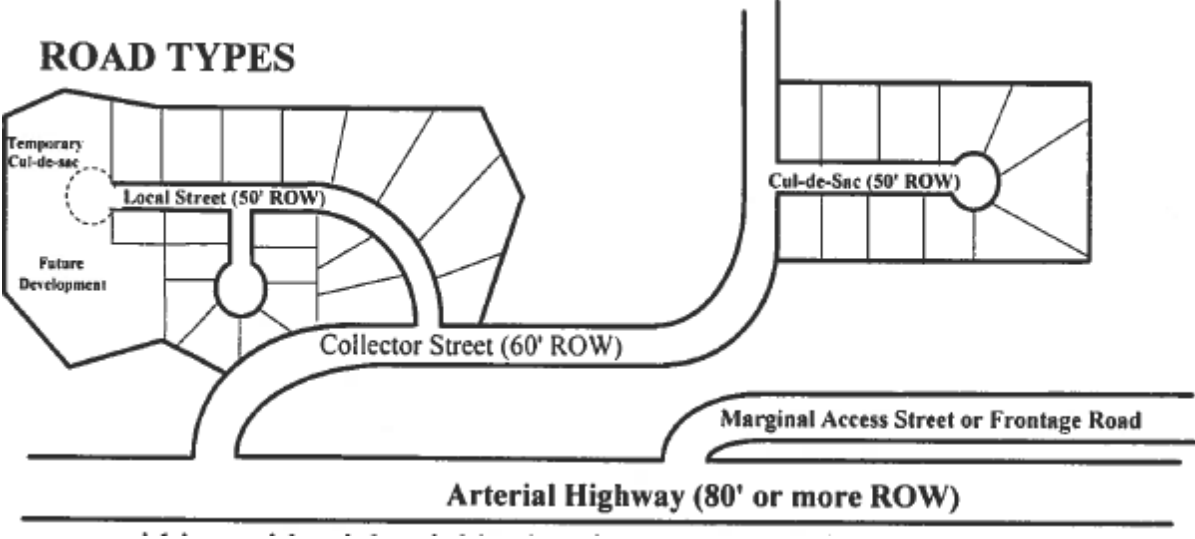 ROAD TYPES
Temporary
Cul-de-sac
Local Street (50' ROW)
Cul-de-Sac (50' ROW)
Future
Development
Collector Street (60' ROW)
Marginal Access Street or Frontage Road
Arterial Highway (80' or more ROW)